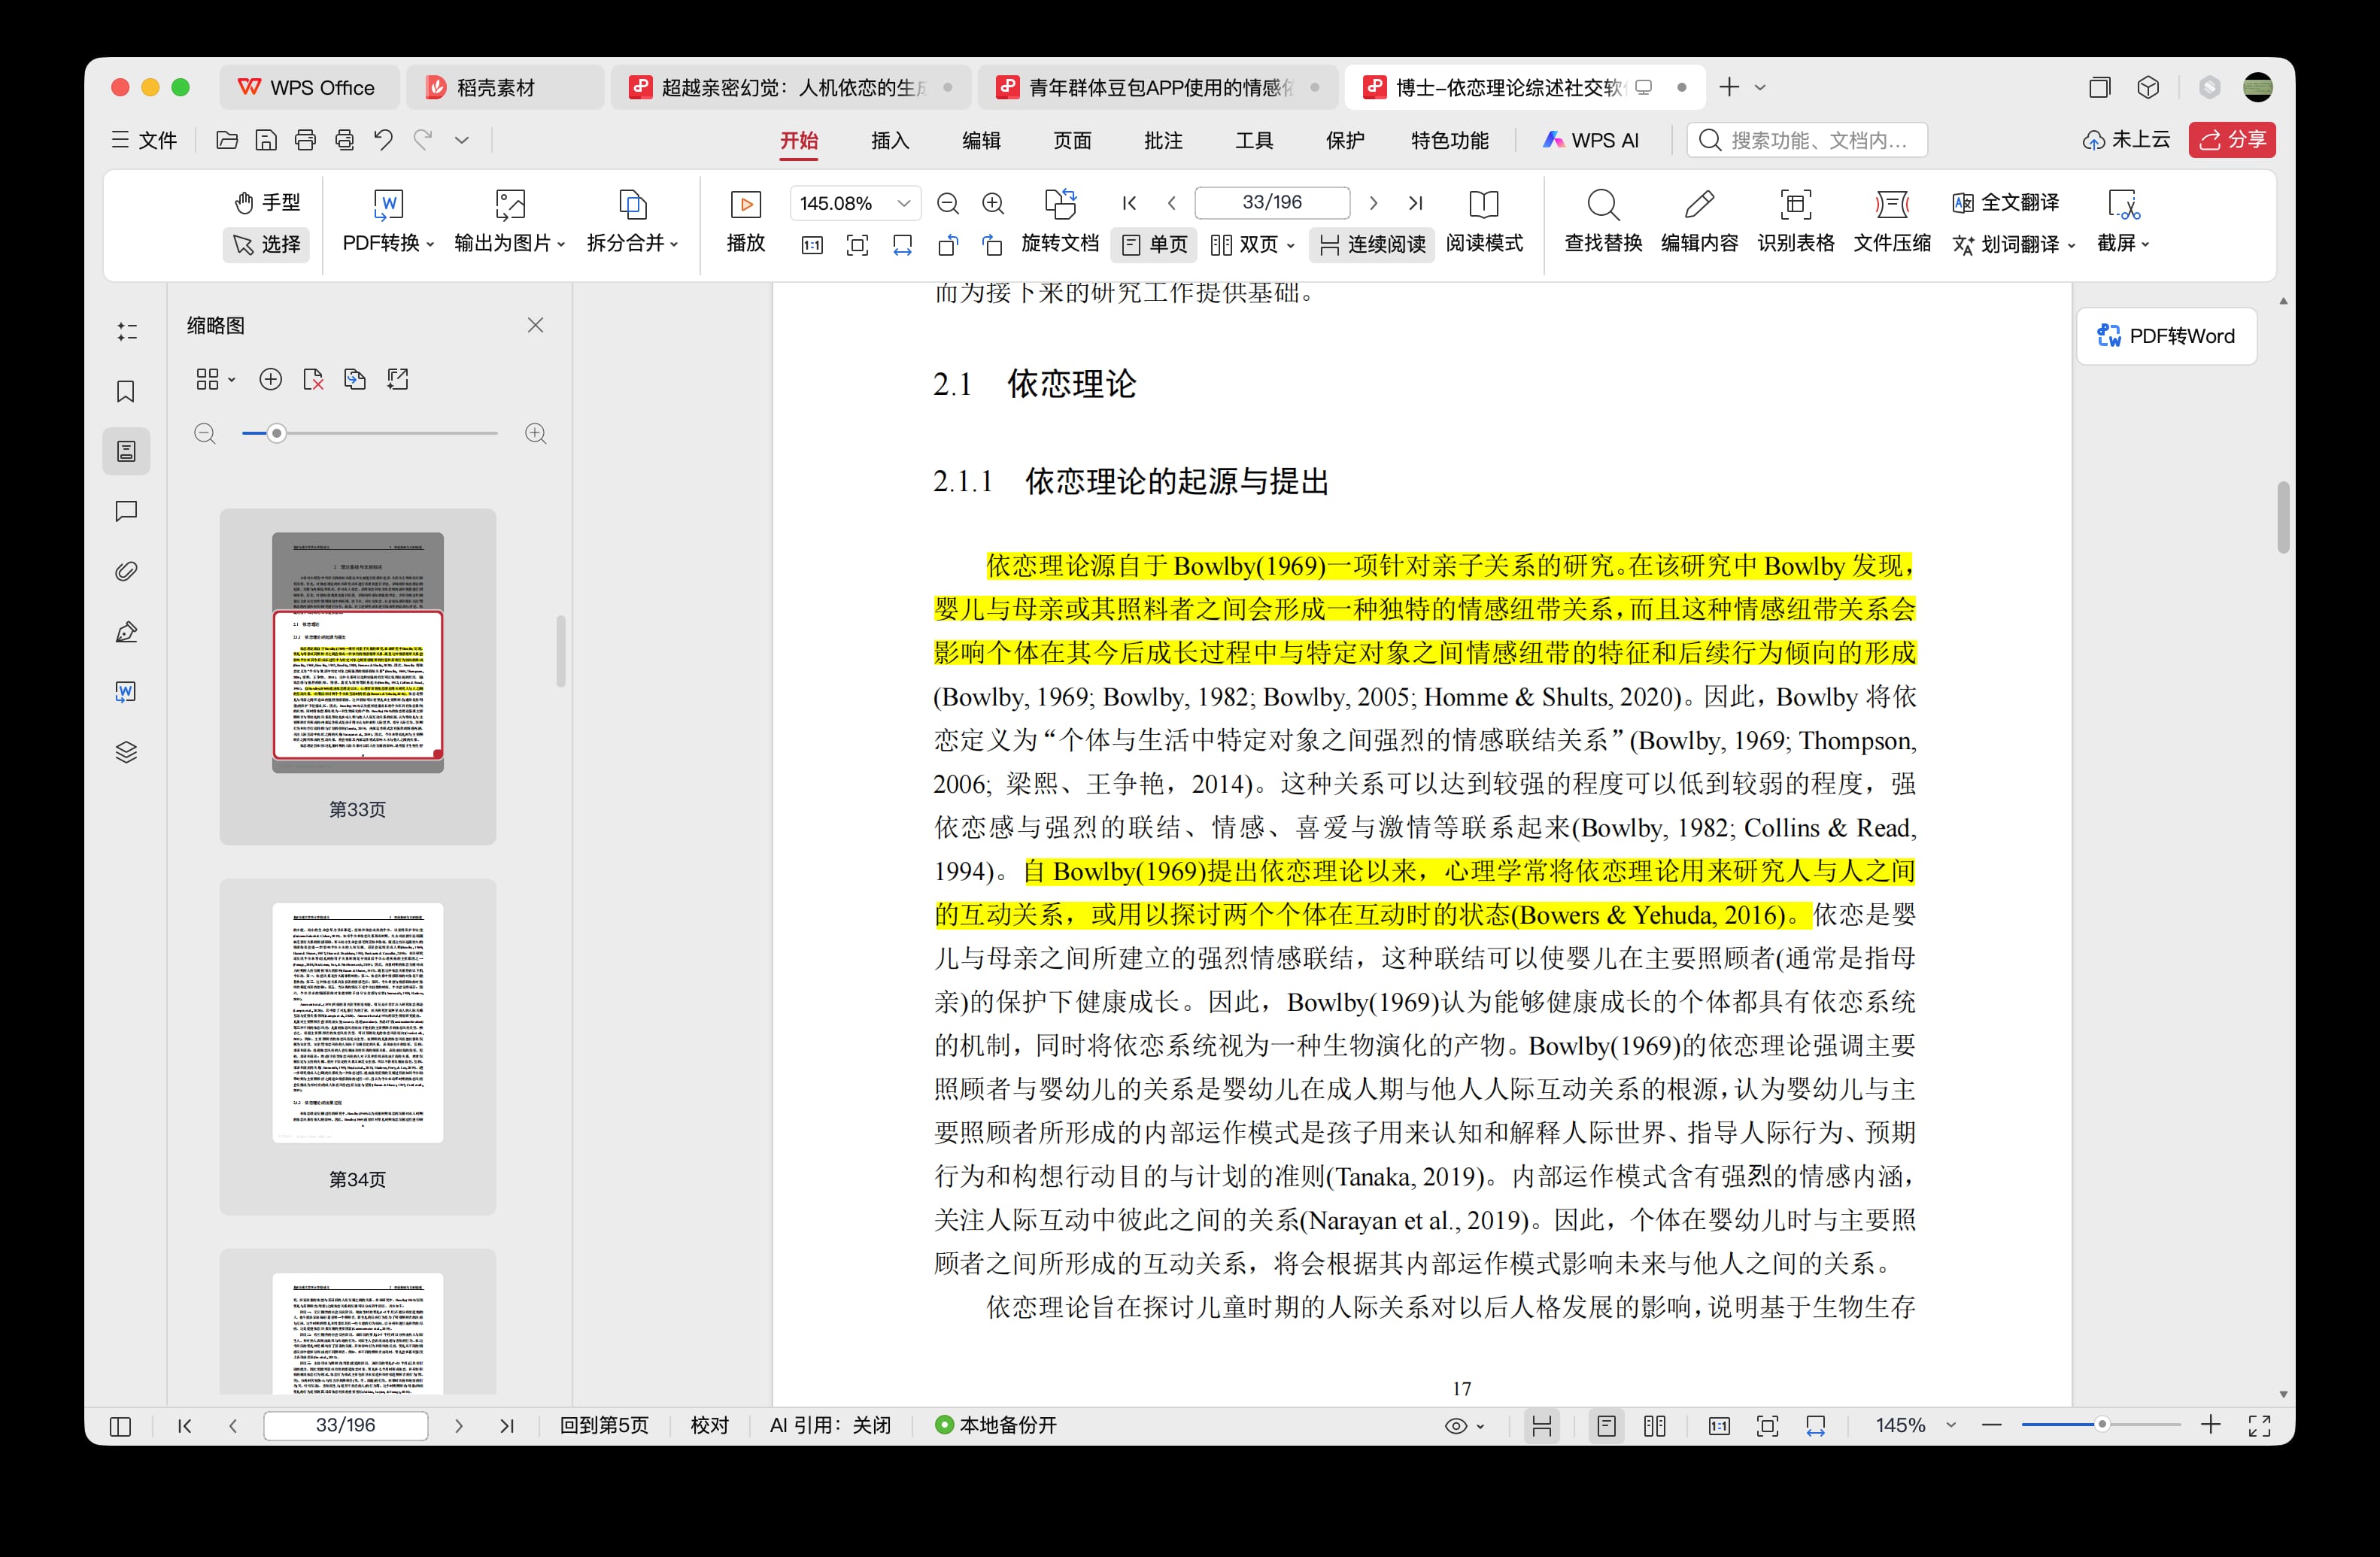 WPS Office
稻壳素材
超越亲密幻觉：人机依恋的生成
青年群体豆包APP使用的情感依
博士-依恋理论综述社交软件
文件
开始 插入 编辑 页面 批注 工具 保护 特色功能 WPS AI
搜索功能、文档内...
未上云
分享
手型
选择
PDF转换
输出为图片
拆分合并
播放
145.08%
旋转文档
33/196
单页
双页
连续阅读
阅读模式
查找替换
编辑内容
识别表格
文件压缩
全文翻译
划词翻译
截屏
缩略图
第33页
第34页
PDF转Word
而为接下来的研究工作提供基础。
2.1 依恋理论
2.1.1 依恋理论的起源与提出
依恋理论源自于 Bowlby(1969)一项针对亲子关系的研究。在该研究中 Bowlby 发现，
婴儿与母亲或其照料者之间会形成一种独特的情感纽带关系，而且这种情感纽带关系会
影响个体在其今后成长过程中与特定对象之间情感纽带的特征和后续行为倾向的形成
(Bowlby, 1969; Bowlby, 1982; Bowlby, 2005; Homme & Shults, 2020)。因此，Bowlby 将依
恋定义为“个体与生活中特定对象之间强烈的情感联结关系”(Bowlby, 1969; Thompson,
2006; 梁熙、王争艳，2014)。这种关系可以达到较强的程度可以低到较弱的程度，强
依恋感与强烈的联结、情感、喜爱与激情等联系起来(Bowlby, 1982; Collins & Read,
1994)。自 Bowlby(1969)提出依恋理论以来，心理学常将依恋理论用来研究人与人之间
的互动关系，或用以探讨两个个体在互动时的状态(Bowers & Yehuda, 2016)。依恋是婴
儿与母亲之间所建立的强烈情感联结，这种联结可以使婴儿在主要照顾者(通常是指母
亲)的保护下健康成长。因此，Bowlby(1969)认为能够健康成长的个体都具有依恋系统
的机制，同时将依恋系统视为一种生物演化的产物。Bowlby(1969)的依恋理论强调主要
照顾者与婴幼儿的关系是婴幼儿在成人期与他人人际互动关系的根源，认为婴幼儿与主
要照顾者所形成的内部运作模式是孩子用来认知和解释人际世界、指导人际行为、预期
行为和构想行动目的与计划的准则(Tanaka, 2019)。内部运作模式含有强烈的情感内涵，
关注人际互动中彼此之间的关系(Narayan et al., 2019)。因此，个体在婴幼儿时与主要照
顾者之间所形成的互动关系，将会根据其内部运作模式影响未来与他人之间的关系。
依恋理论旨在探讨儿童时期的人际关系对以后人格发展的影响，说明基于生物生存
17
33/196
回到第5页
校对
AI 引用：关闭
本地备份开
145%